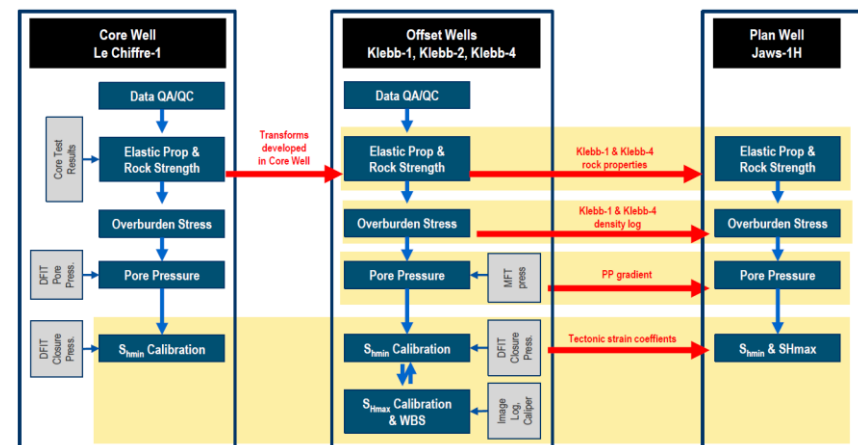 Core Well
Le Chiffre-1
Data QA/QC
Core Test
Results
Elastic Prop &
Rock Strength
Overburden Stress
DFIT
Pore
Press.
Pore Pressure
DFIT
Closure
Press.
Shmin Calibration
Transforms
developed
in Core Well
Offset Wells
Klebb-1, Klebb-2, Klebb-4
Data QA/QC
Elastic Prop &
Rock Strength
Overburden Stress
Pore Pressure
MFT
press
Shmin Calibration
DFIT
Closure
Press.
SHmax Calibration
& WBS
Image
Log,
Caliper
Klebb-1 & Klebb-4
rock properties
Klebb-1 & Klebb-4
density log
PP gradient
Tectonic strain coeffients
Plan Well
Jaws-1H
Elastic Prop &
Rock Strength
Overburden Stress
Pore Pressure
Shmin & SHmax